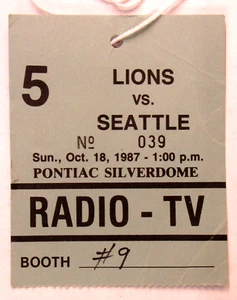 5
LIONS
VS.
SEATTLE
Nº 039
Sun., Oct. 18, 1987 - 1:00 p.m.
PONTIAC SILVERDOME
RADIO - TV
BOOTH #9